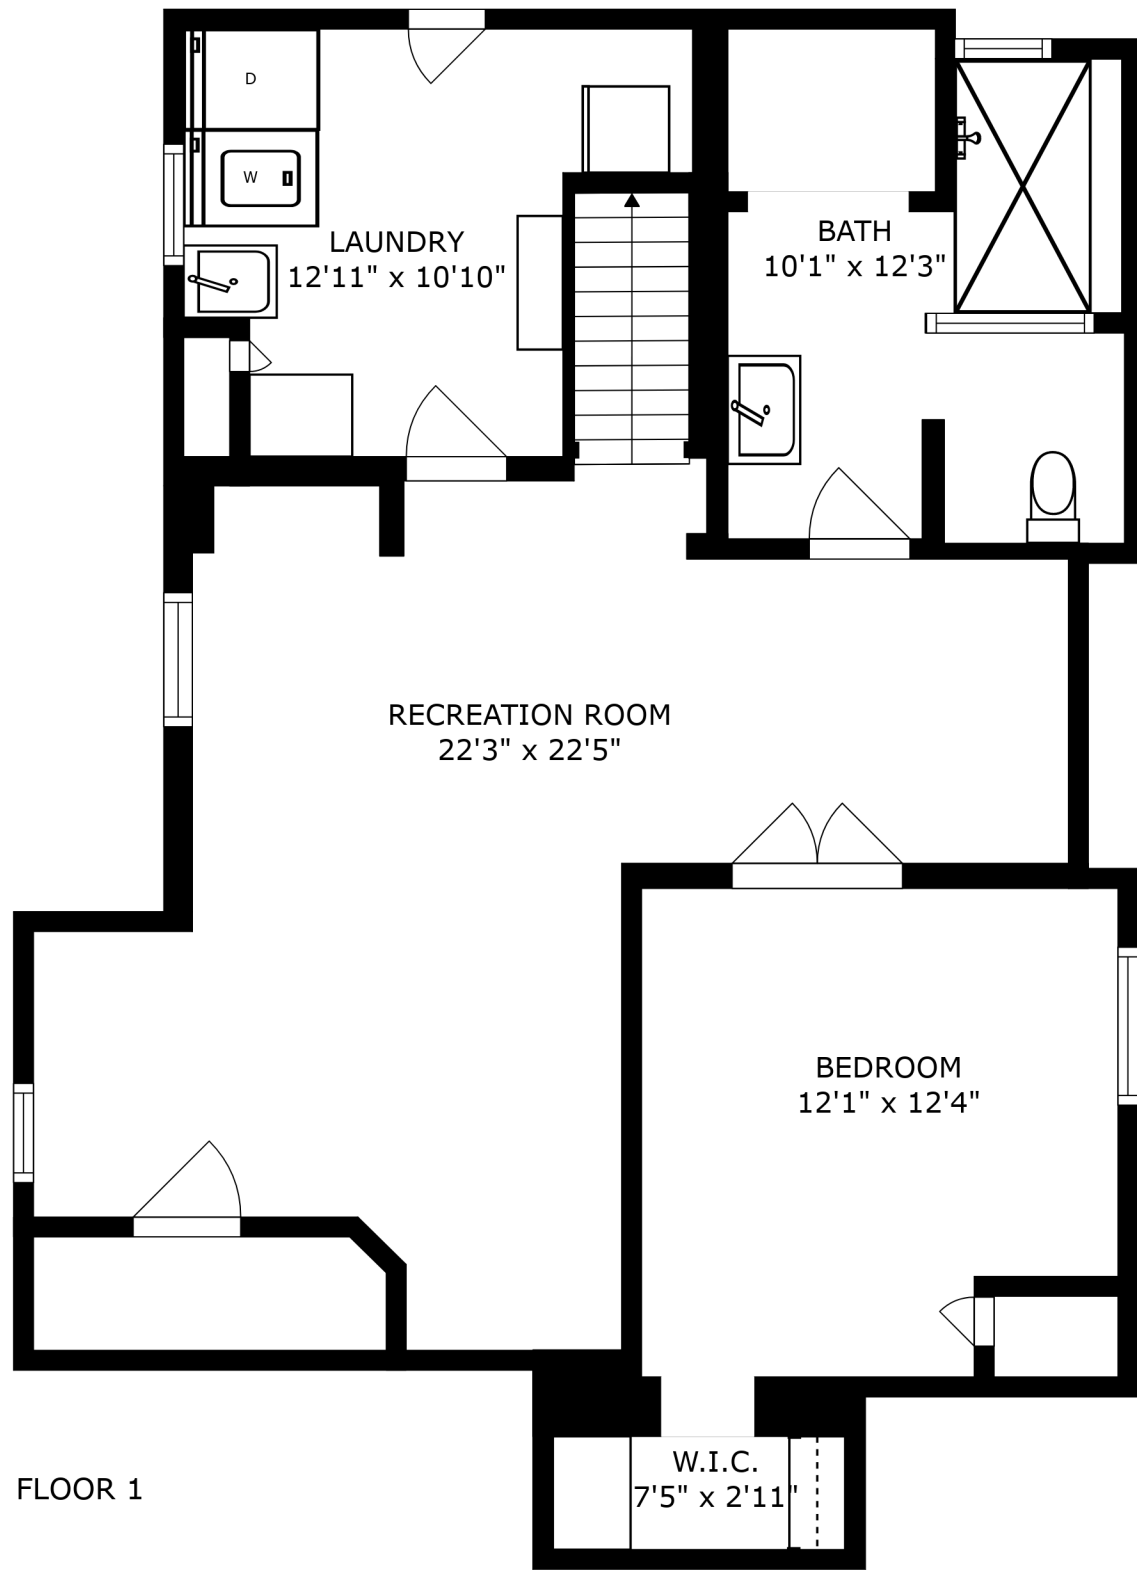 D
W
LAUNDRY
12'11" x 10'10"
BATH
10'1" x 12'3"
RECREATION ROOM
22'3" x 22'5"
BEDROOM
12'1" x 12'4"
W.I.C.
7'5" x 2'11"
FLOOR 1